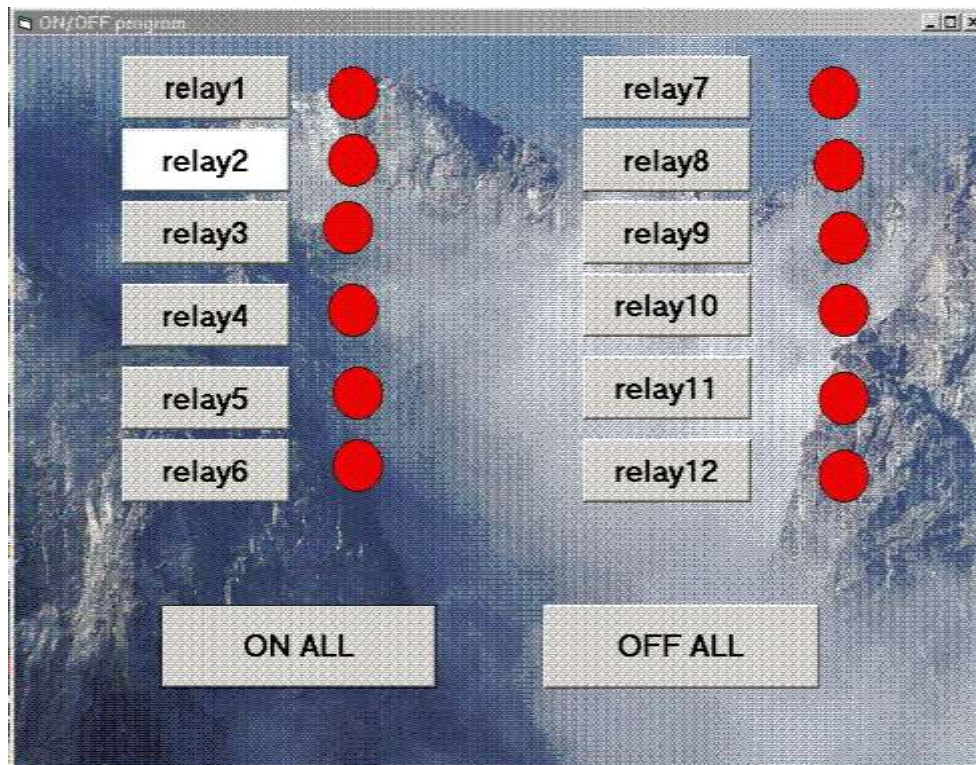 ON/OFF program
relay1
relay2
relay3
relay4
relay5
relay6
relay7
relay8
relay9
relay10
relay11
relay12
ON ALL
OFF ALL